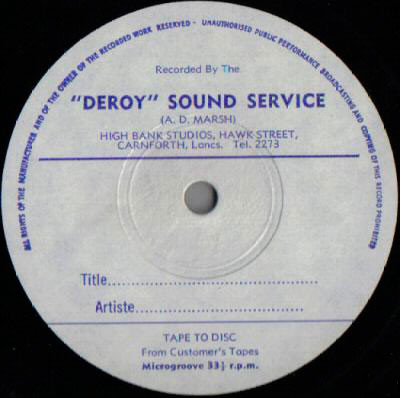 ALL RIGHTS OF THE MANUFACTURER AND OF THE OWNER OF THE RECORDED WORK RESERVED - UNAUTHORISED PUBLIC PERFORMANCE BROADCASTING AND COPYING OF THIS RECORD PROHIBITED
Recorded By The
"DEROY" SOUND SERVICE
(A. D. MARSH)
HIGH BANK STUDIOS, HAWK STREET,
CARNFORTH, Lancs. Tel. 2273
Title..........................................
Artiste..................................
TAPE TO DISC
From Customer's Tapes
Microgroove 33⅓ r.p.m.